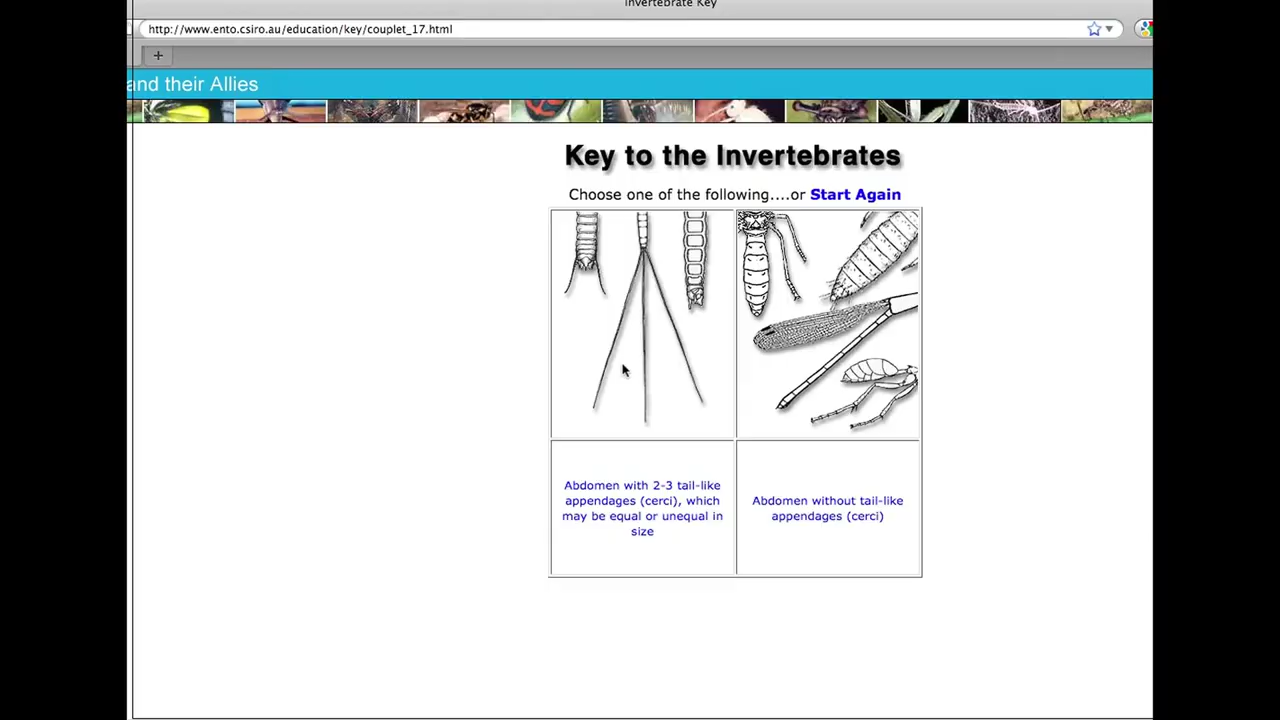 Invertebrate Key
http://www.ento.csiro.au/education/key/couplet_17.html
+
and their Allies
Key to the Invertebrates
Choose one of the following....or Start Again
Abdomen with 2-3 tail-like
appendages (cerci), which
may be equal or unequal in
size
Abdomen without tail-like
appendages (cerci)